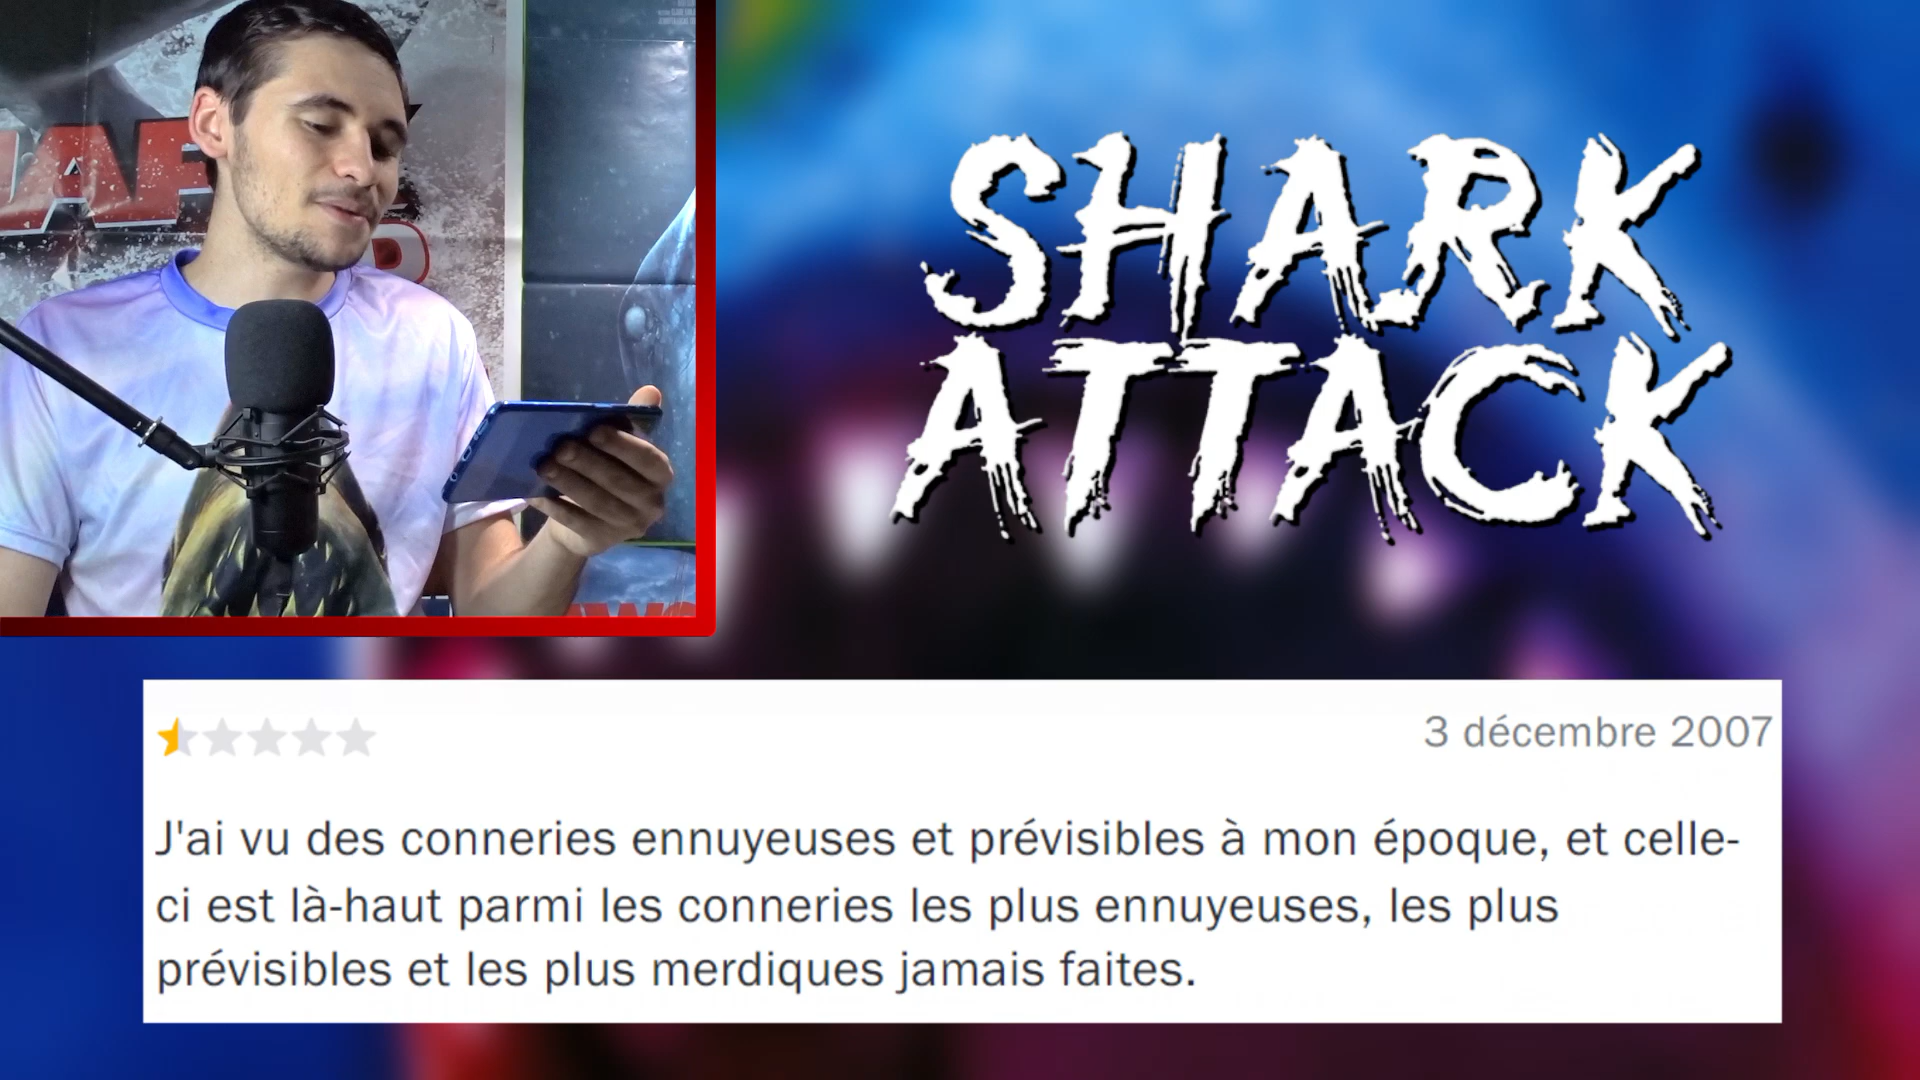 SHARK
ATTACK
3 décembre 2007
J'ai vu des conneries ennuyeuses et prévisibles à mon époque, et celle-
ci est là-haut parmi les conneries les plus ennuyeuses, les plus
prévisibles et les plus merdiques jamais faites.